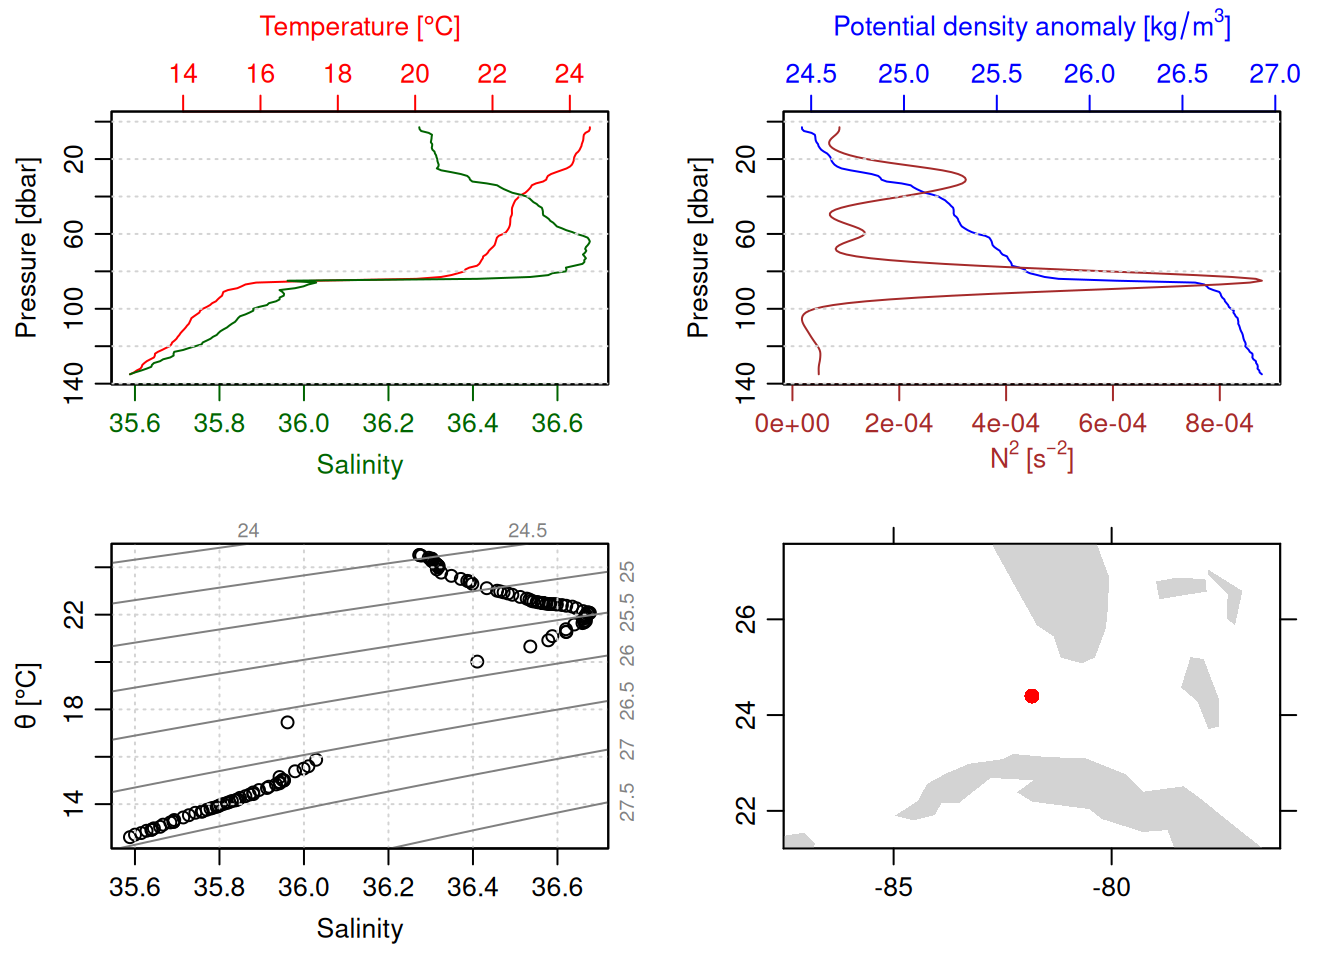 Temperature [°C]
14 16 18 20 22 24
Pressure [dbar]
20 60 100 140
35.6 35.8 36.0 36.2 36.4 36.6
Salinity
Potential density anomaly [kg/m³]
24.5 25.0 25.5 26.0 26.5 27.0
Pressure [dbar]
20 60 100 140
0e+00 2e-04 4e-04 6e-04 8e-04
N² [s⁻²]
24 24.5
25 25.5 26 26.5 27 27.5
θ [°C]
22 18 14
35.6 35.8 36.0 36.2 36.4 36.6
Salinity
26 24 22
-85 -80